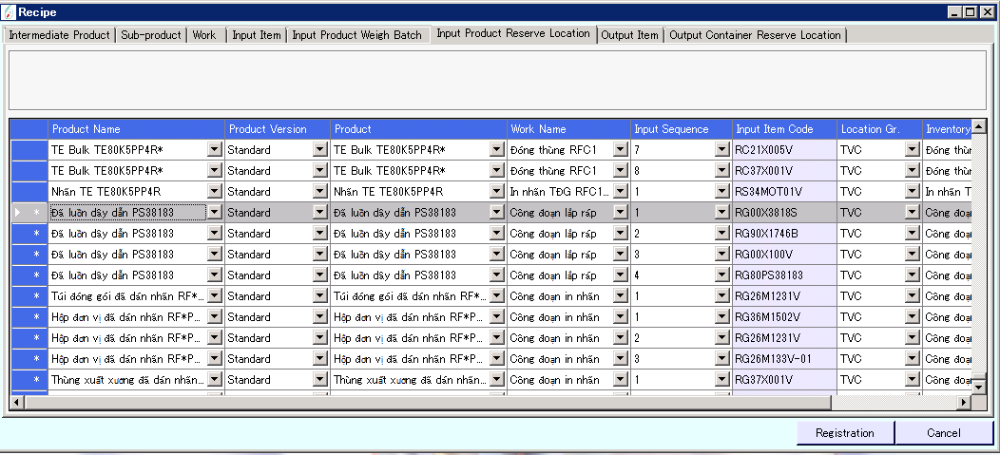 Recipe
Intermediate Product Sub-product Work Input Item Input Product Weigh Batch Input Product Reserve Location Output Item Output Container Reserve Location
Product Name Product Version Product Work Name Input Sequence Input Item Code Location Gr. Inventory
TE Bulk TE80K5PP4R* Standard TE Bulk TE80K5PP4R* Đóng thùng RFC1 7 RC21X005V TVC Đóng thùn
TE Bulk TE80K5PP4R* Standard TE Bulk TE80K5PP4R* Đóng thùng RFC1 8 RC37X001V TVC Đóng thùn
Nhãn TE TE80K5PP4R Standard Nhãn TE TE80K5PP4R In nhãn TĐG RFC1... 1 RS34MOT01V TVC In nhãn T
* Đã luồn dây dẫn PS38183 Standard Đã luồn dây dẫn PS38183 Công đoạn lắp ráp 1 RG00X3818S TVC Công đoạn
* Đã luồn dây dẫn PS38183 Standard Đã luồn dây dẫn PS38183 Công đoạn lắp ráp 2 RG90X1746B TVC Công đoạn
* Đã luồn dây dẫn PS38183 Standard Đã luồn dây dẫn PS38183 Công đoạn lắp ráp 3 RG00X100V TVC Công đoạn
* Đã luồn dây dẫn PS38183 Standard Đã luồn dây dẫn PS38183 Công đoạn lắp ráp 4 RG80PS38183 TVC Công đoạn
* Túi đóng gói đã dán nhãn RF*... Standard Túi đóng gói đã dán nhãn RF*... Công đoạn in nhãn 1 RG26M1231V TVC Công đoạn
* Hộp đơn vị đã dán nhãn RF*P... Standard Hộp đơn vị đã dán nhãn RF*P... Công đoạn in nhãn 1 RG36M1502V TVC Công đoạn
* Hộp đơn vị đã dán nhãn RF*P... Standard Hộp đơn vị đã dán nhãn RF*P... Công đoạn in nhãn 2 RG26M1231V TVC Công đoạn
* Hộp đơn vị đã dán nhãn RF*P... Standard Hộp đơn vị đã dán nhãn RF*P... Công đoạn in nhãn 3 RG26M133V-01 TVC Công đoạn
* Thùng xuất xương đã dán nhãn... Standard Thùng xuất xương đã dán nhãn... Công đoạn in nhãn 1 RG37X001V TVC Công đoạn
Registration Cancel